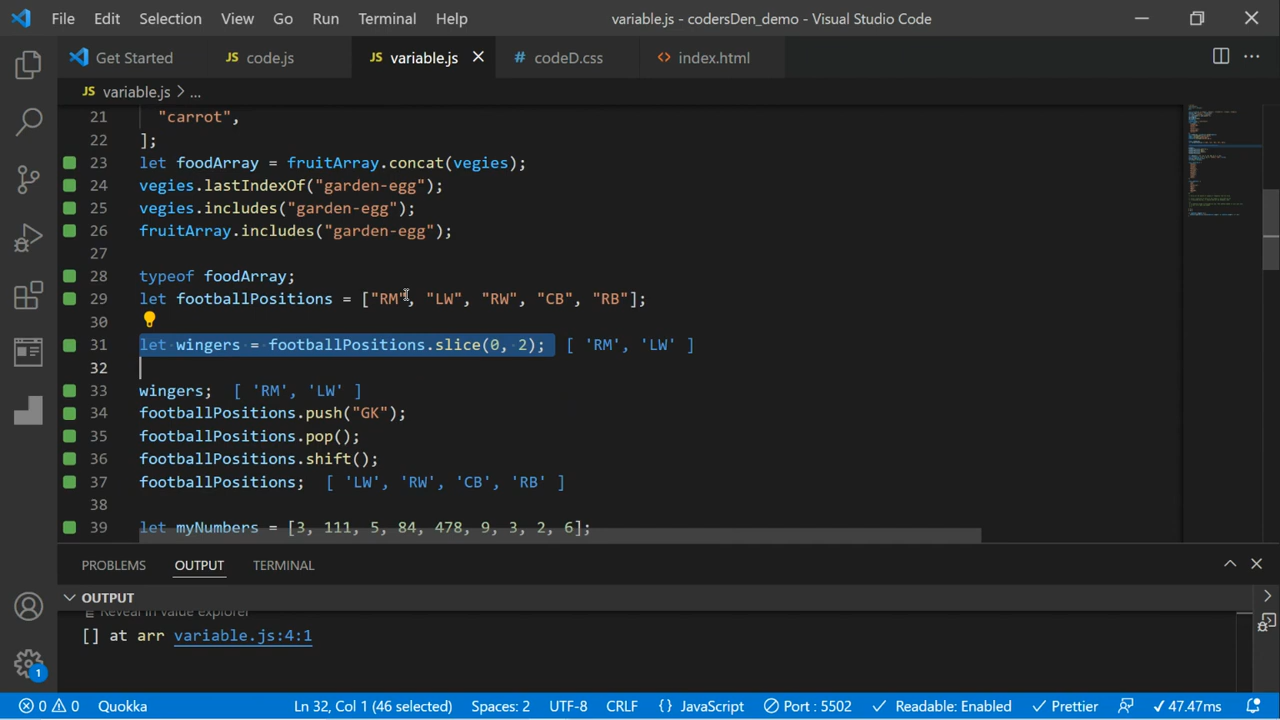 File Edit Selection View Go Run Terminal Help variable.js - codersDen_demo - Visual Studio Code
Get Started JS code.js JS variable.js # codeD.css <> index.html
JS variable.js > ...
21 "carrot",
22 ];
23 let foodArray = fruitArray.concat(vegies);
24 vegies.lastIndexOf("garden-egg");
25 vegies.includes("garden-egg");
26 fruitArray.includes("garden-egg");
27
28 typeof foodArray;
29 let footballPositions = ["RM", "LW", "RW", "CB", "RB"];
30
31 let wingers = footballPositions.slice(0, 2); [ 'RM', 'LW' ]
32
33 wingers; [ 'RM', 'LW' ]
34 footballPositions.push("GK");
35 footballPositions.pop();
36 footballPositions.shift();
37 footballPositions; [ 'LW', 'RW', 'CB', 'RB' ]
38
39 let myNumbers = [3, 111, 5, 84, 478, 9, 3, 2, 6];
PROBLEMS OUTPUT TERMINAL
OUTPUT
Reveal in value explorer
[] at arr variable.js:4:1
1
0 0 Quokka Ln 32, Col 1 (46 selected) Spaces: 2 UTF-8 CRLF {} JavaScript Port : 5502 Readable: Enabled Prettier 47.47ms